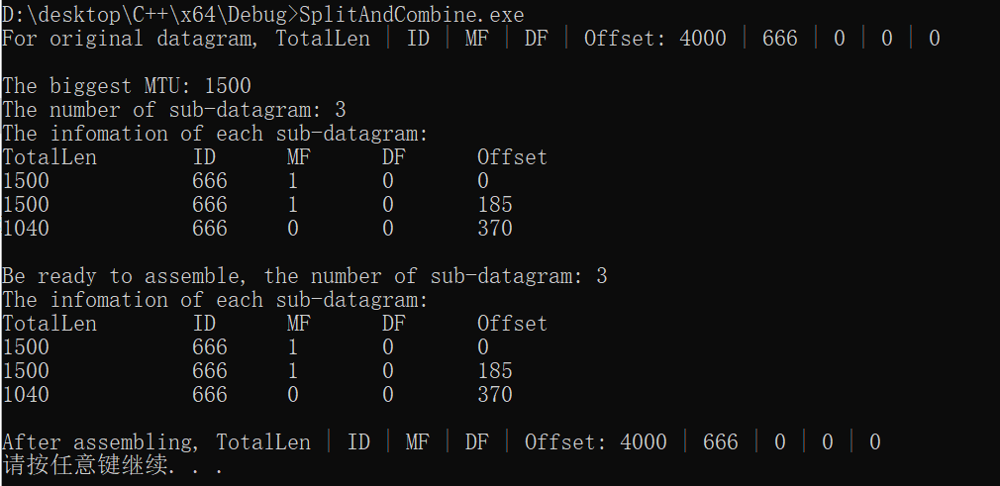 D:\desktop\C++\x64\Debug>SplitAndCombine.exe
For original datagram, TotalLen | ID | MF | DF | Offset: 4000 | 666 | 0 | 0 | 0
The biggest MTU: 1500
The number of sub-datagram: 3
The infomation of each sub-datagram:
TotalLen ID MF DF Offset
1500 666 1 0 0
1500 666 1 0 185
1040 666 0 0 370
Be ready to assemble, the number of sub-datagram: 3
The infomation of each sub-datagram:
TotalLen ID MF DF Offset
1500 666 1 0 0
1500 666 1 0 185
1040 666 0 0 370
After assembling, TotalLen | ID | MF | DF | Offset: 4000 | 666 | 0 | 0 | 0
请按任意键继续. . .